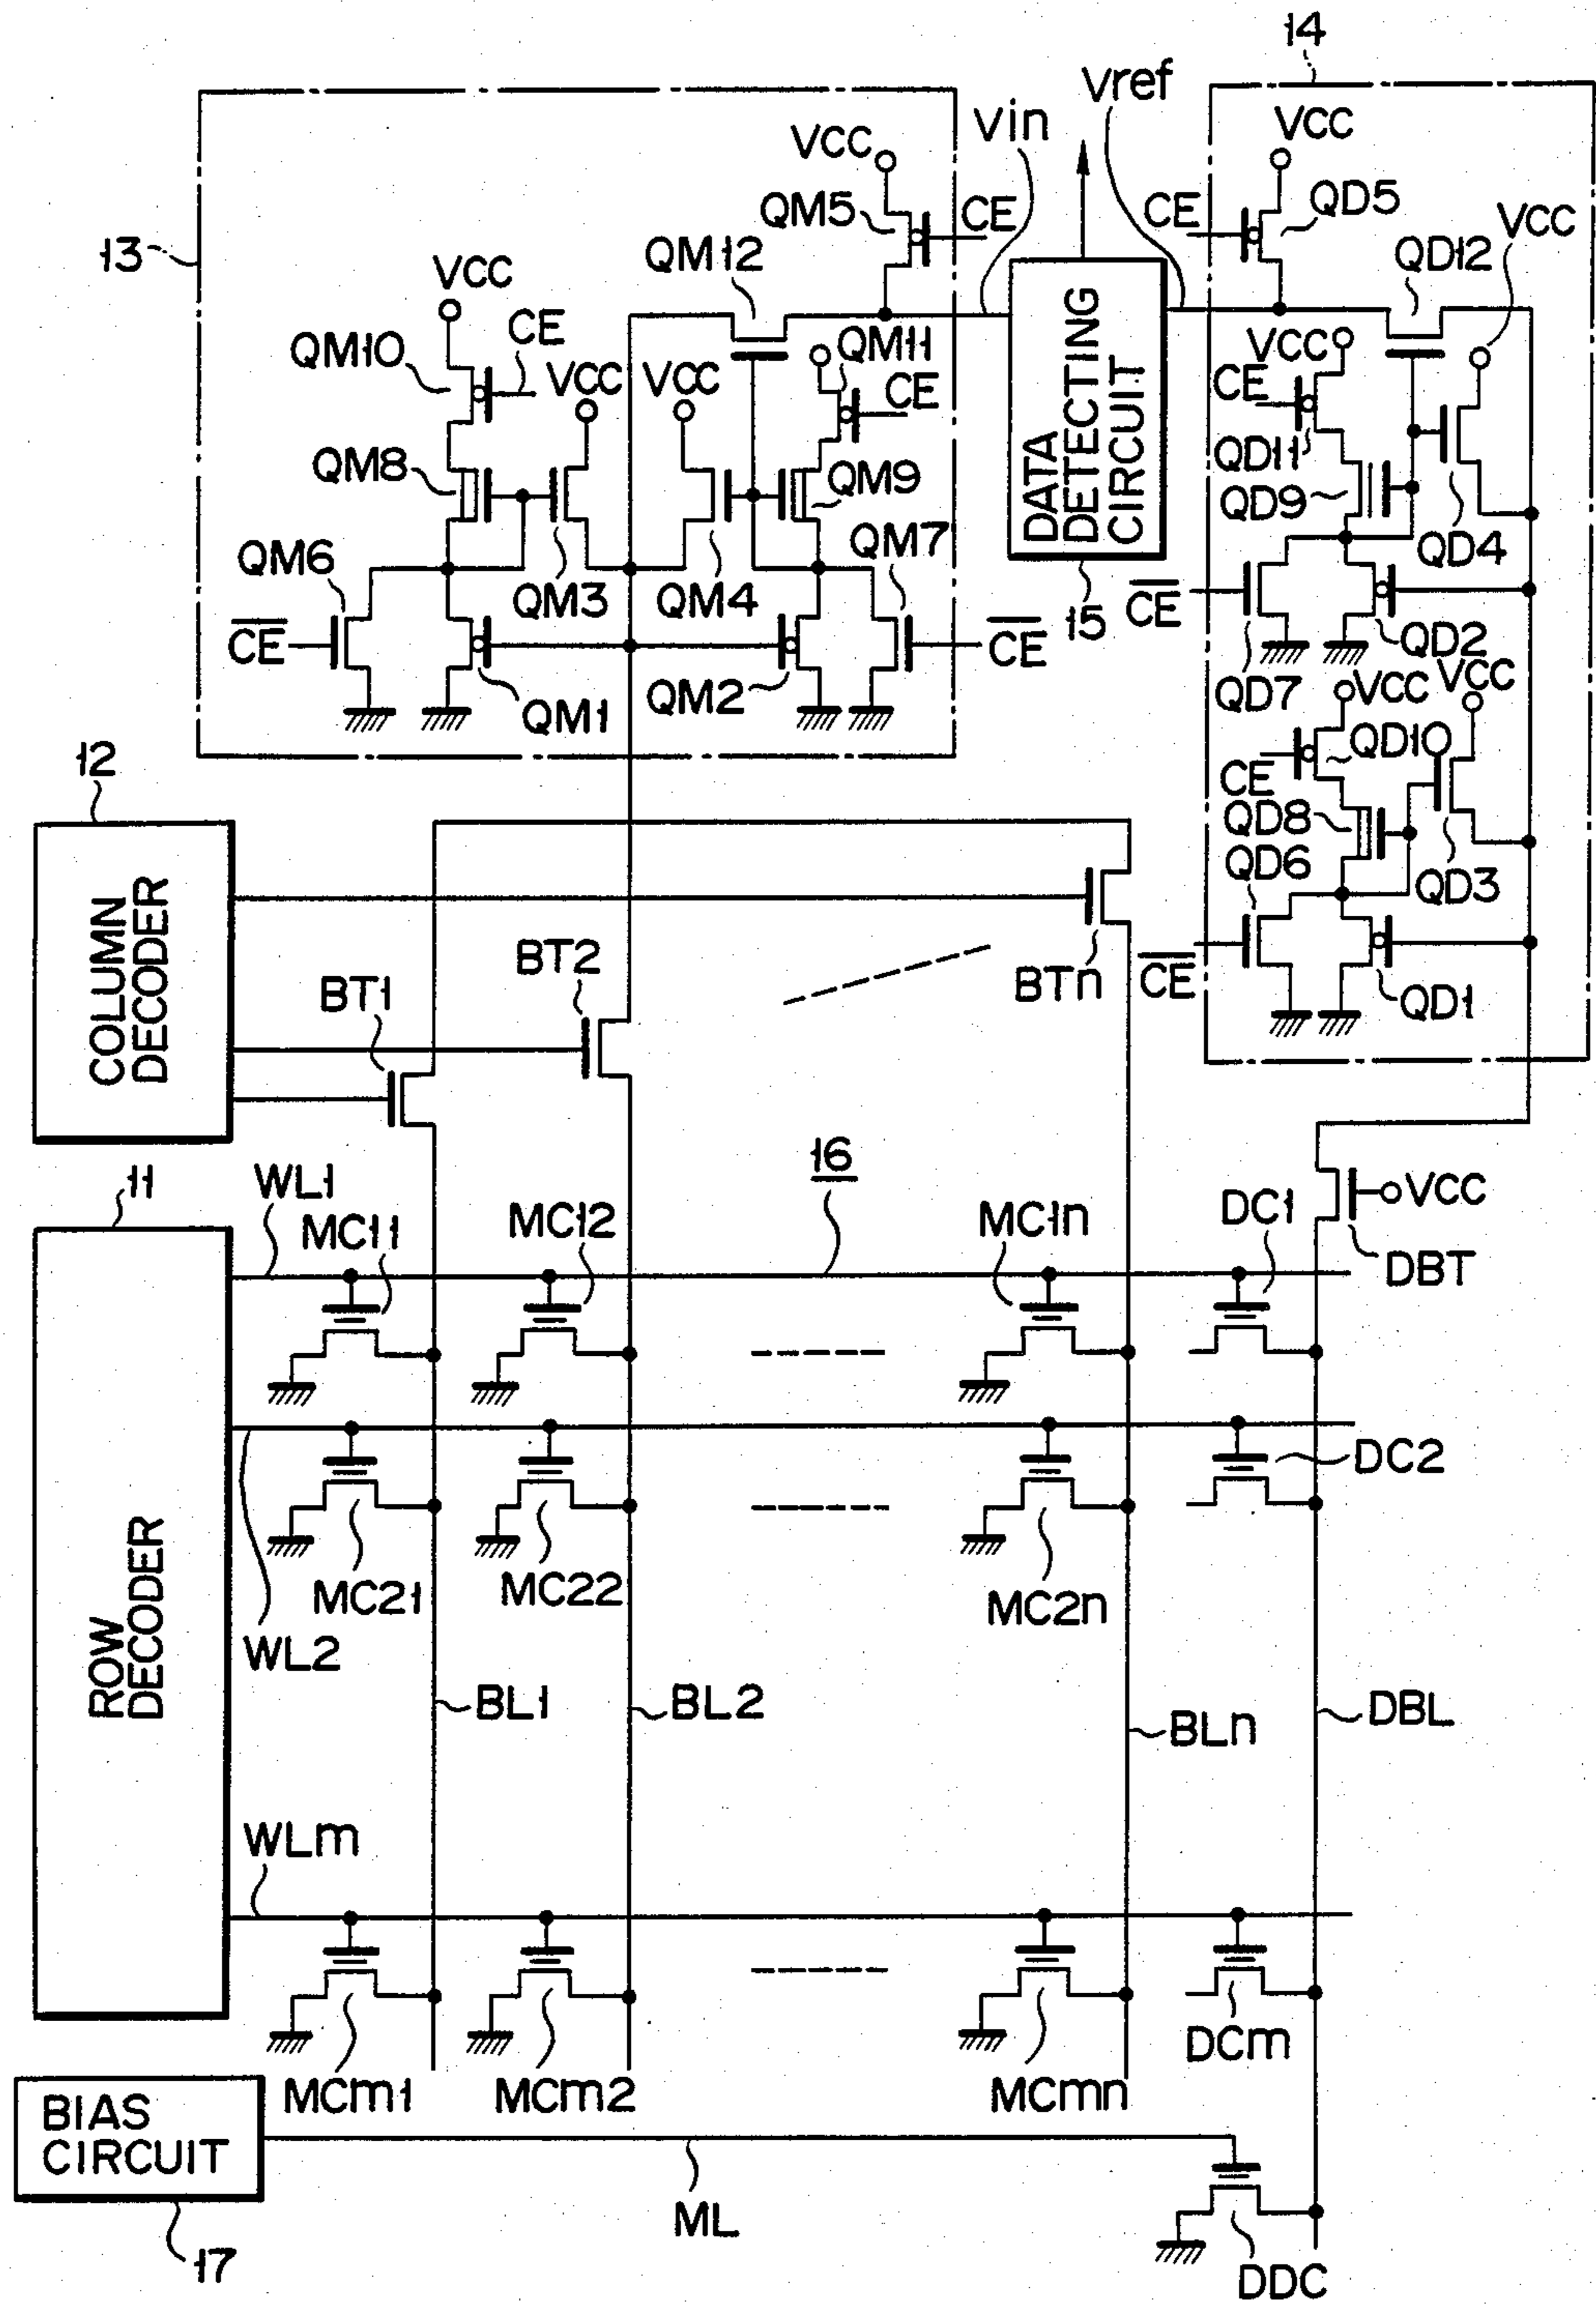 14
Vref
Vin
VCC
VCC
QM5
CE
CE
QD5
VCC
13
QM12
QD12
VCC
QM10
CE
VCC
VCC
QM11
CE
VCC
CE
DATA
DETECTING
CIRCUIT
QM8
QM9
QD11
QD9
QM6
QM7
QD4
CE
QM3
QM4
CE
15
CE
QD2
QM1
QM2
QD7
VCC
VCC
12
CE
QD10
QD8
QD6
QD3
COLUMN
DECODER
BT1
BT2
BTn
CE
QD1
11
WL1
MC11
MC12
16
MC1n
DC1
VCC
DBT
DC2
MC21
MC22
MC2n
WL2
ROW
DECODER
BL1
BL2
BLn
DBL
WLm
DCm
MCm1
MCm2
MCmn
BIAS
CIRCUIT
ML
17
DDC